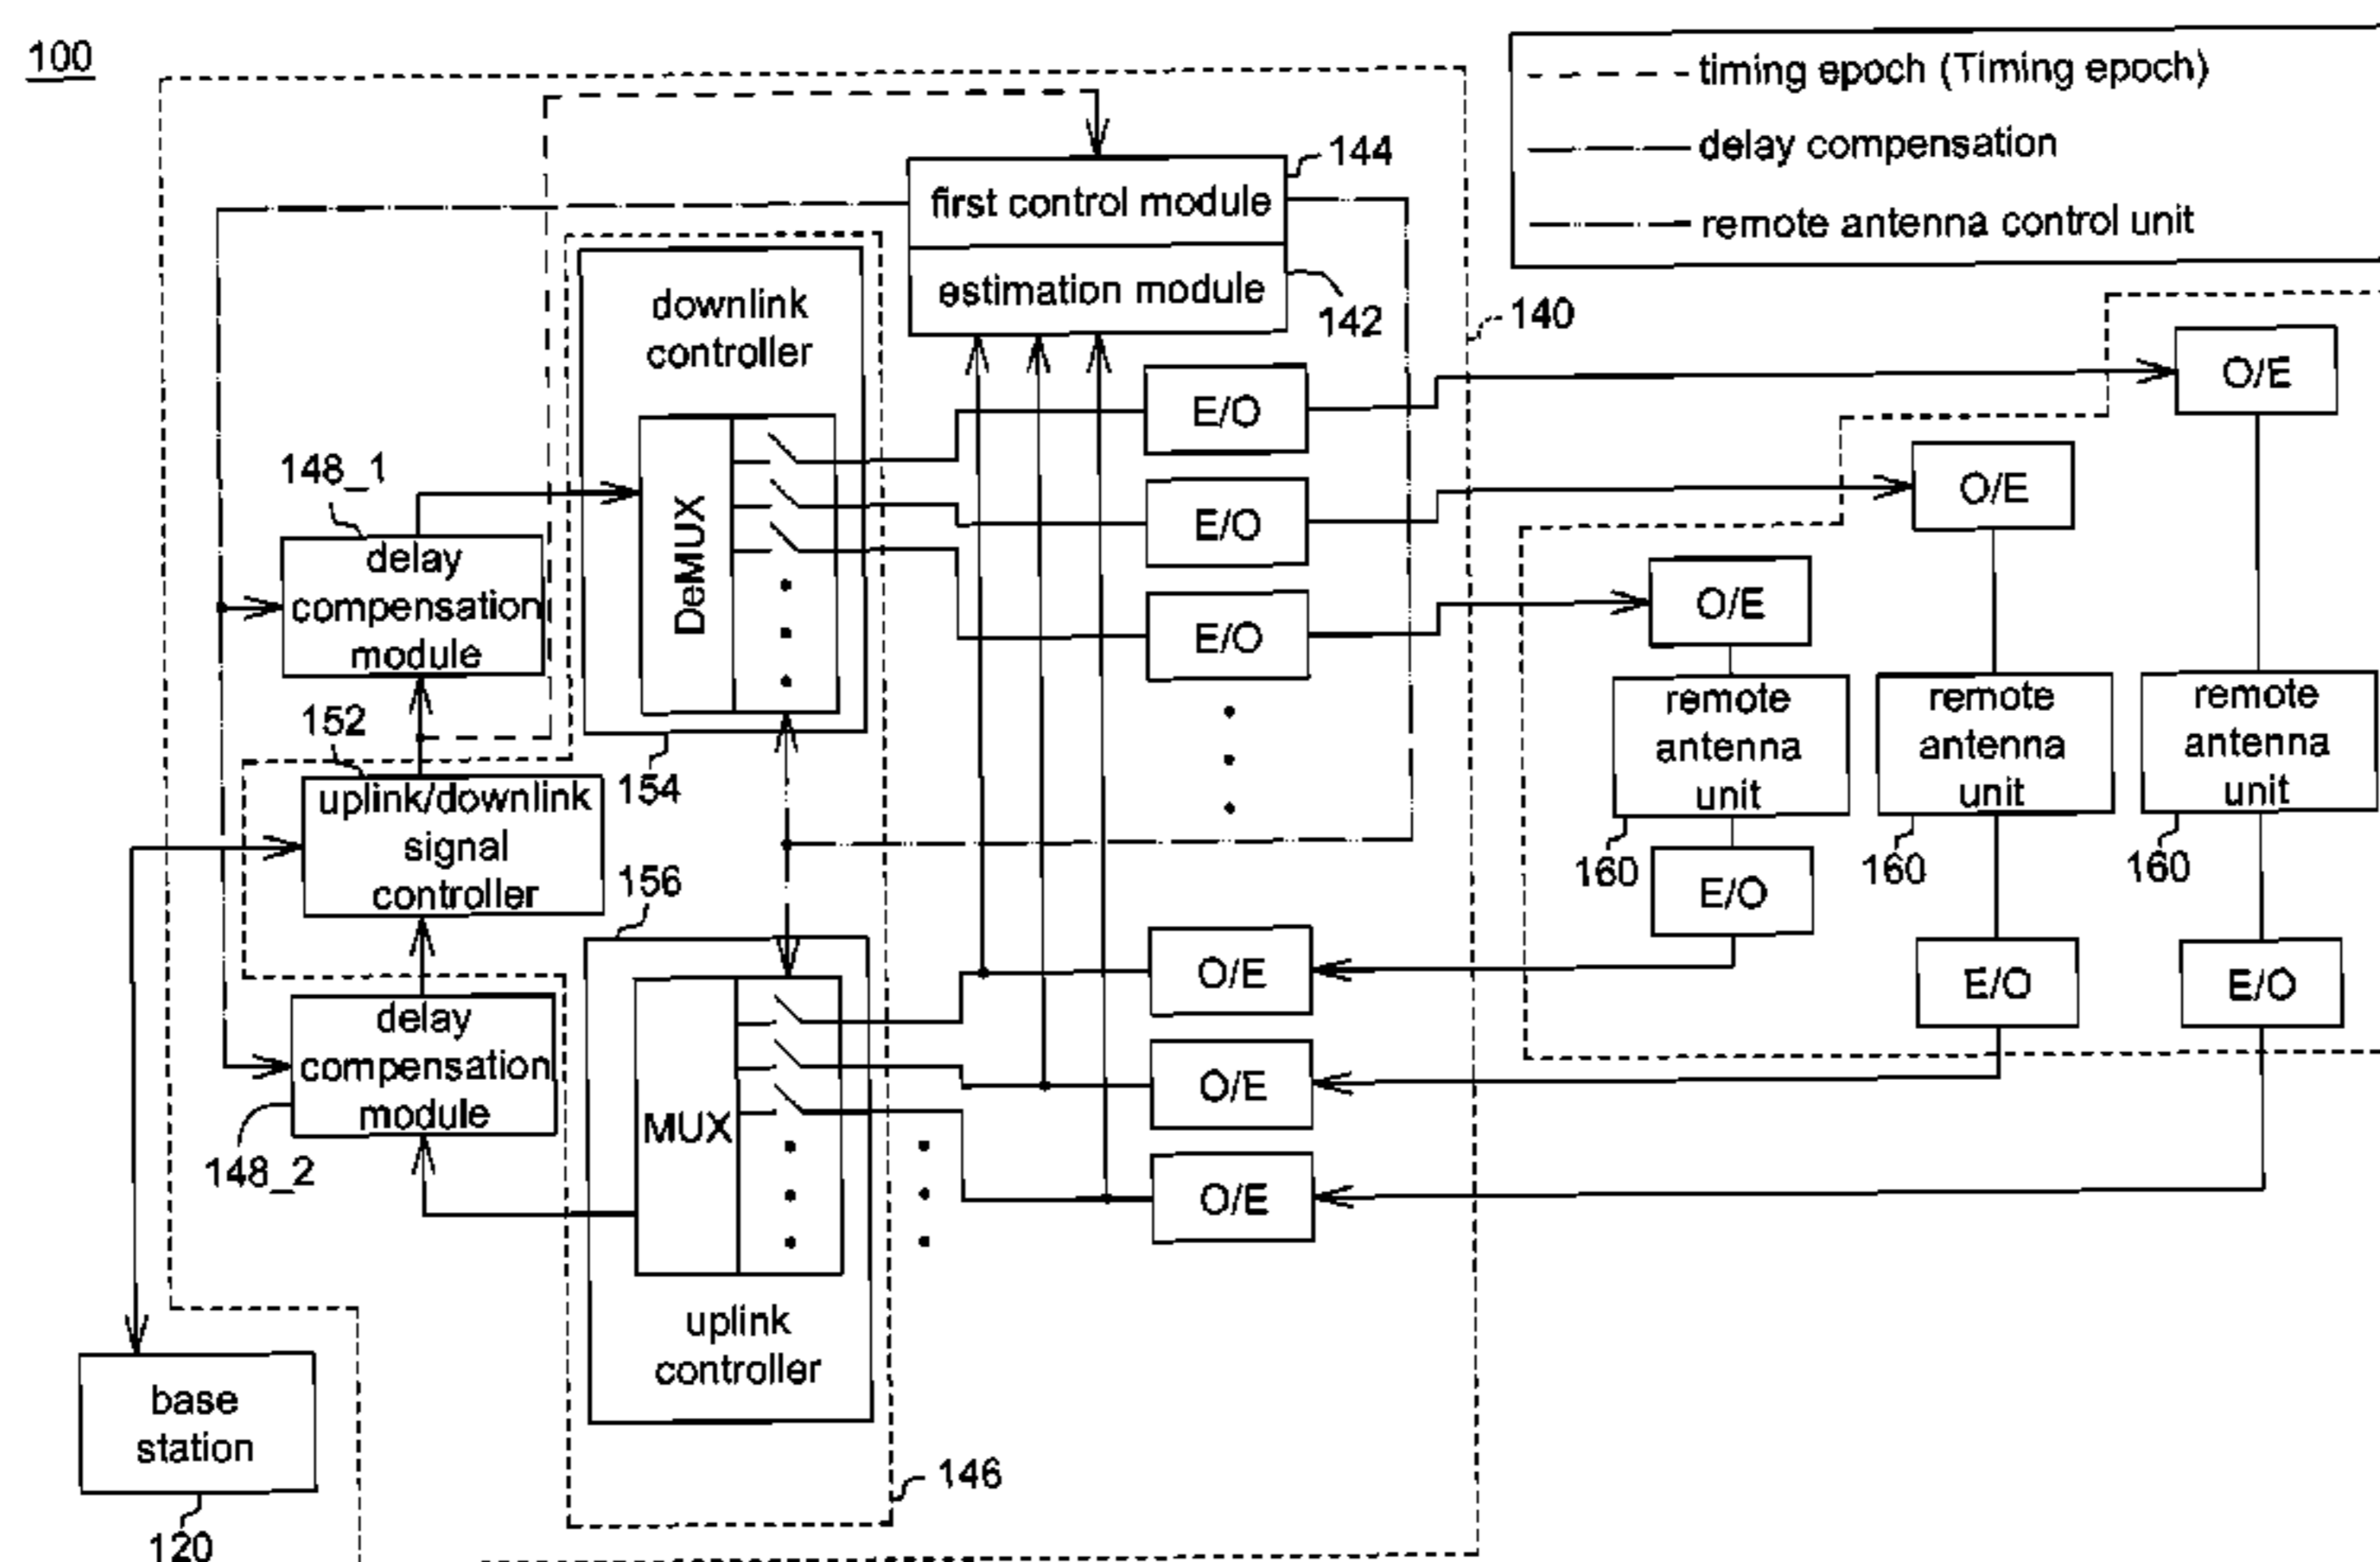 100
timing epoch (Timing epoch)
delay compensation
remote antenna control unit
144
first control module
estimation module
142
140
downlink
controller
DeMUX
154
148_1
delay
compensation
module
152
uplink/downlink
signal
controller
delay
compensation
module
148_2
156
MUX
uplink
controller
146
base
station
120
E/O
E/O
E/O
O/E
O/E
O/E
O/E
O/E
O/E
remote
antenna
unit
160
remote
antenna
unit
160
remote
antenna
unit
160
E/O
E/O
E/O